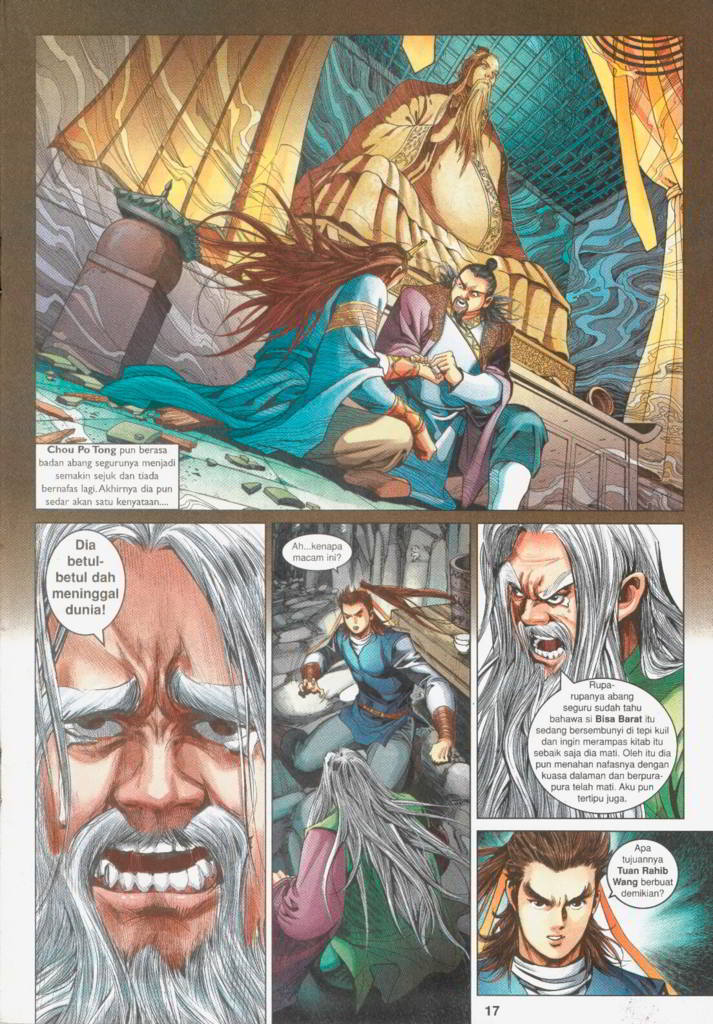 Chou Po Tong pun berasa
badan abang segurunya menjadi
semakin sejuk dan tiada
bernafas lagi. Akhirnya dia pun
sedar akan satu kenyataan....
Dia
betul-
betul dah
meninggal
dunia!
Ah...kenapa
macam ini?
Rupa-
rupanya abang
seguru sudah tahu
bahawa si Bisa Barat itu
sedang bersembunyi di tepi kuil
dan ingin merampas kitab itu
sebaik saja dia mati. Oleh itu dia
pun menahan nafasnya dengan
kuasa dalaman dan berpura-
pura telah mati. Aku pun
tertipu juga.
Apa
tujuannya
Tuan Rahib
Wang berbuat
demikian?
17